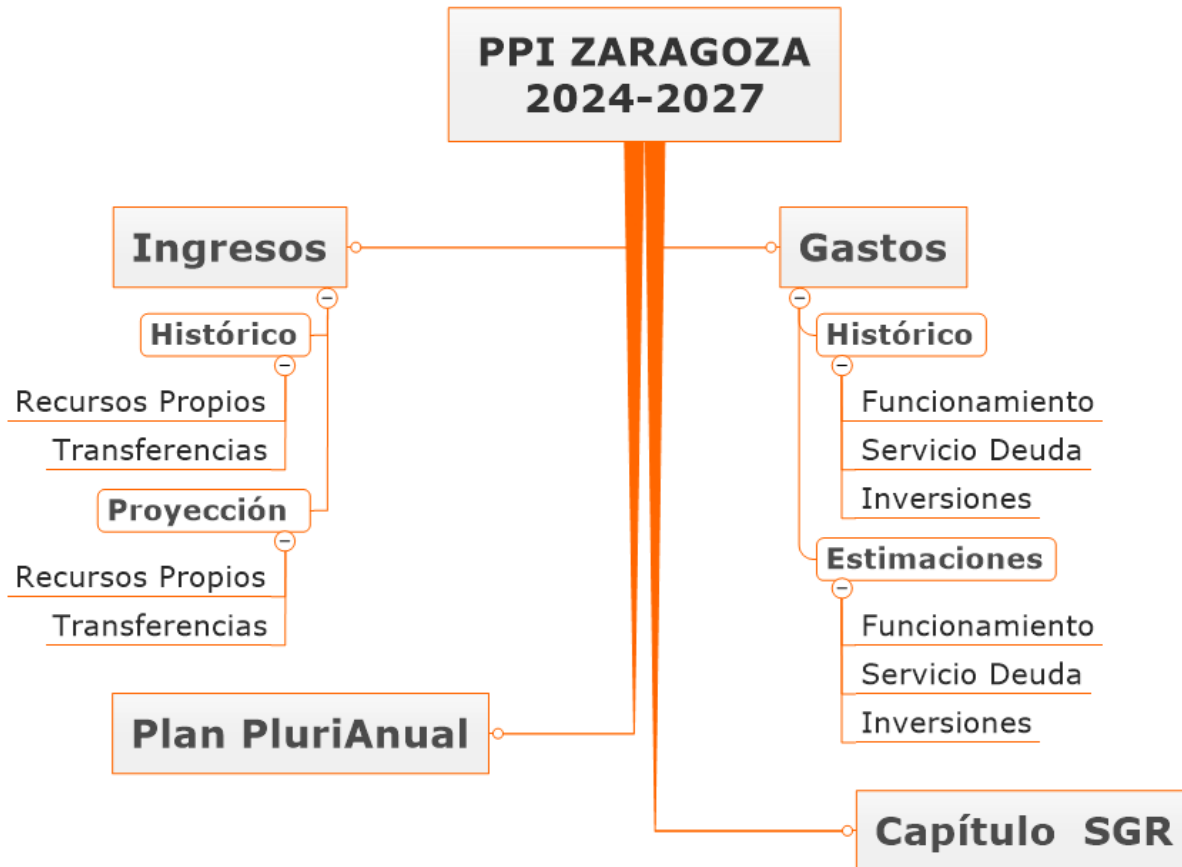 PPI ZARAGOZA
2024-2027
Ingresos
Histórico
Recursos Propios
Transferencias
Proyección
Recursos Propios
Transferencias
Plan PluriAnual
Gastos
Histórico
Funcionamiento
Servicio Deuda
Inversiones
Estimaciones
Funcionamiento
Servicio Deuda
Inversiones
Capítulo SGR